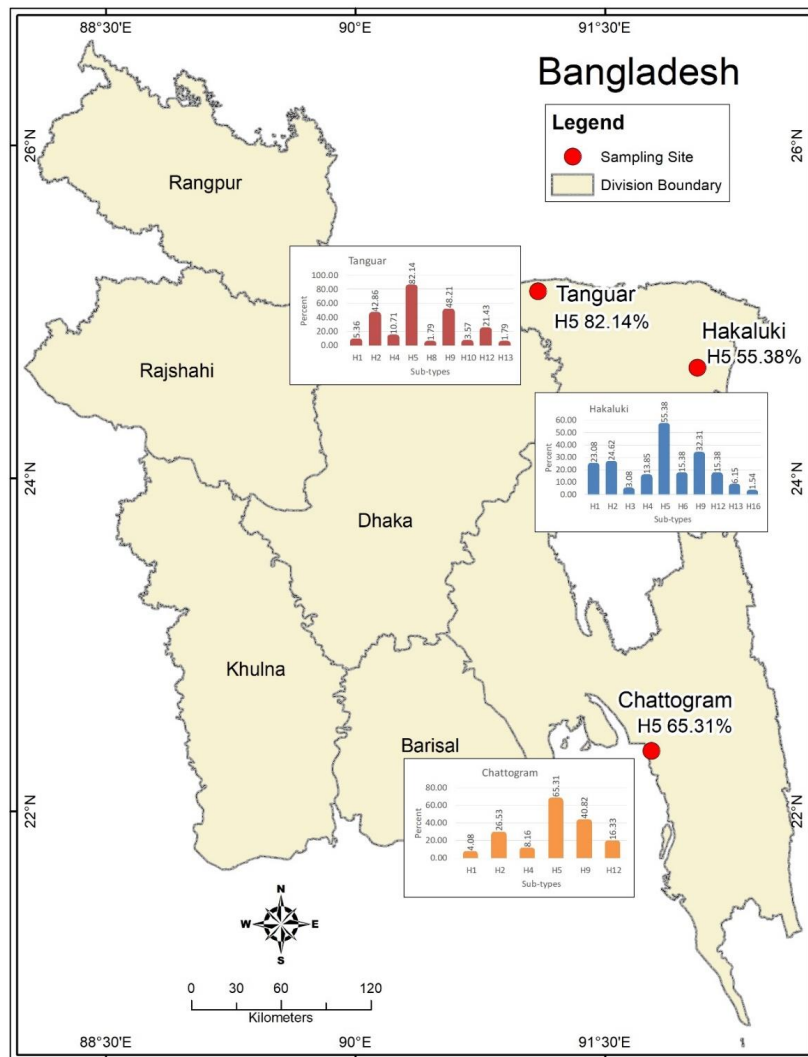 88°30'E 90°E 91°30'E
Bangladesh
Legend
Sampling Site
Division Boundary
26°N 26°N
Rangpur
Tanguar
Percent
100.00
80.00
60.00
40.00
20.00
0.00
5.36 42.86 10.71 82.14 1.79 48.21 3.57 21.43 1.79
H1 H2 H4 H5 H8 H9 H10 H12 H13
Sub-types
Tanguar
H5 82.14%
Hakaluki
H5 55.38%
Rajshahi
Hakaluki
Percent
60.00
50.00
40.00
30.00
20.00
10.00
0.00
23.08 24.62 3.08 13.85 55.38 15.38 32.31 15.38 6.15 1.54
H1 H2 H3 H4 H5 H6 H9 H12 H13 H16
Sub-types
24°N 24°N
Dhaka
Khulna
Chattogram
H5 65.31%
Barisal
Chattogram
Percent
80.00
60.00
40.00
20.00
0.00
4.08 26.53 8.16 65.31 40.82 16.33
H1 H2 H4 H5 H9 H12
Sub-types
22°N 22°N
N
W E
S
0 15 30 60 90 120
Kilometers
88°30'E 90°E 91°30'E